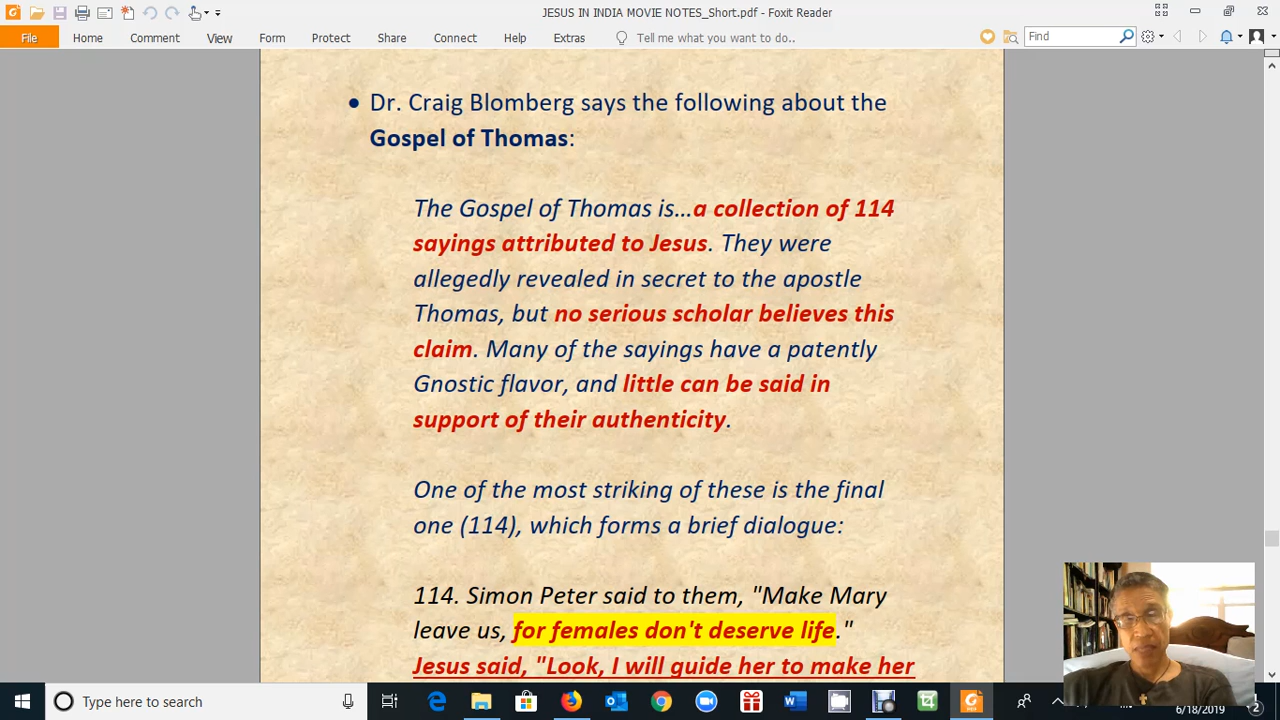 JESUS IN INDIA MOVIE NOTES_Short.pdf - Foxit Reader
File Home Comment View Form Protect Share Connect Help Extras Tell me what you want to do.. Find
• Dr. Craig Blomberg says the following about the
Gospel of Thomas:
The Gospel of Thomas is…a collection of 114
sayings attributed to Jesus. They were
allegedly revealed in secret to the apostle
Thomas, but no serious scholar believes this
claim. Many of the sayings have a patently
Gnostic flavor, and little can be said in
support of their authenticity.
One of the most striking of these is the final
one (114), which forms a brief dialogue:
114. Simon Peter said to them, "Make Mary
leave us, for females don't deserve life."
Jesus said, "Look, I will guide her to make her
Type here to search
6/18/2019